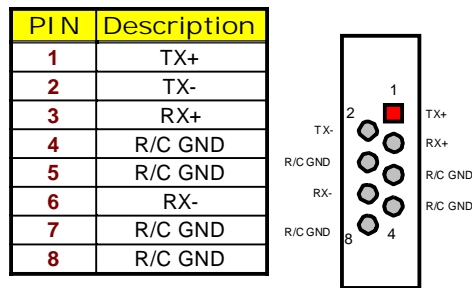 PIN Description
1 TX+
2 TX-
3 RX+
4 R/C GND
5 R/C GND
6 RX-
7 R/C GND
8 R/C GND
1
2 TX+
TX- RX+
R/C GND R/C GND
RX- R/C GND
R/C GND 8 4